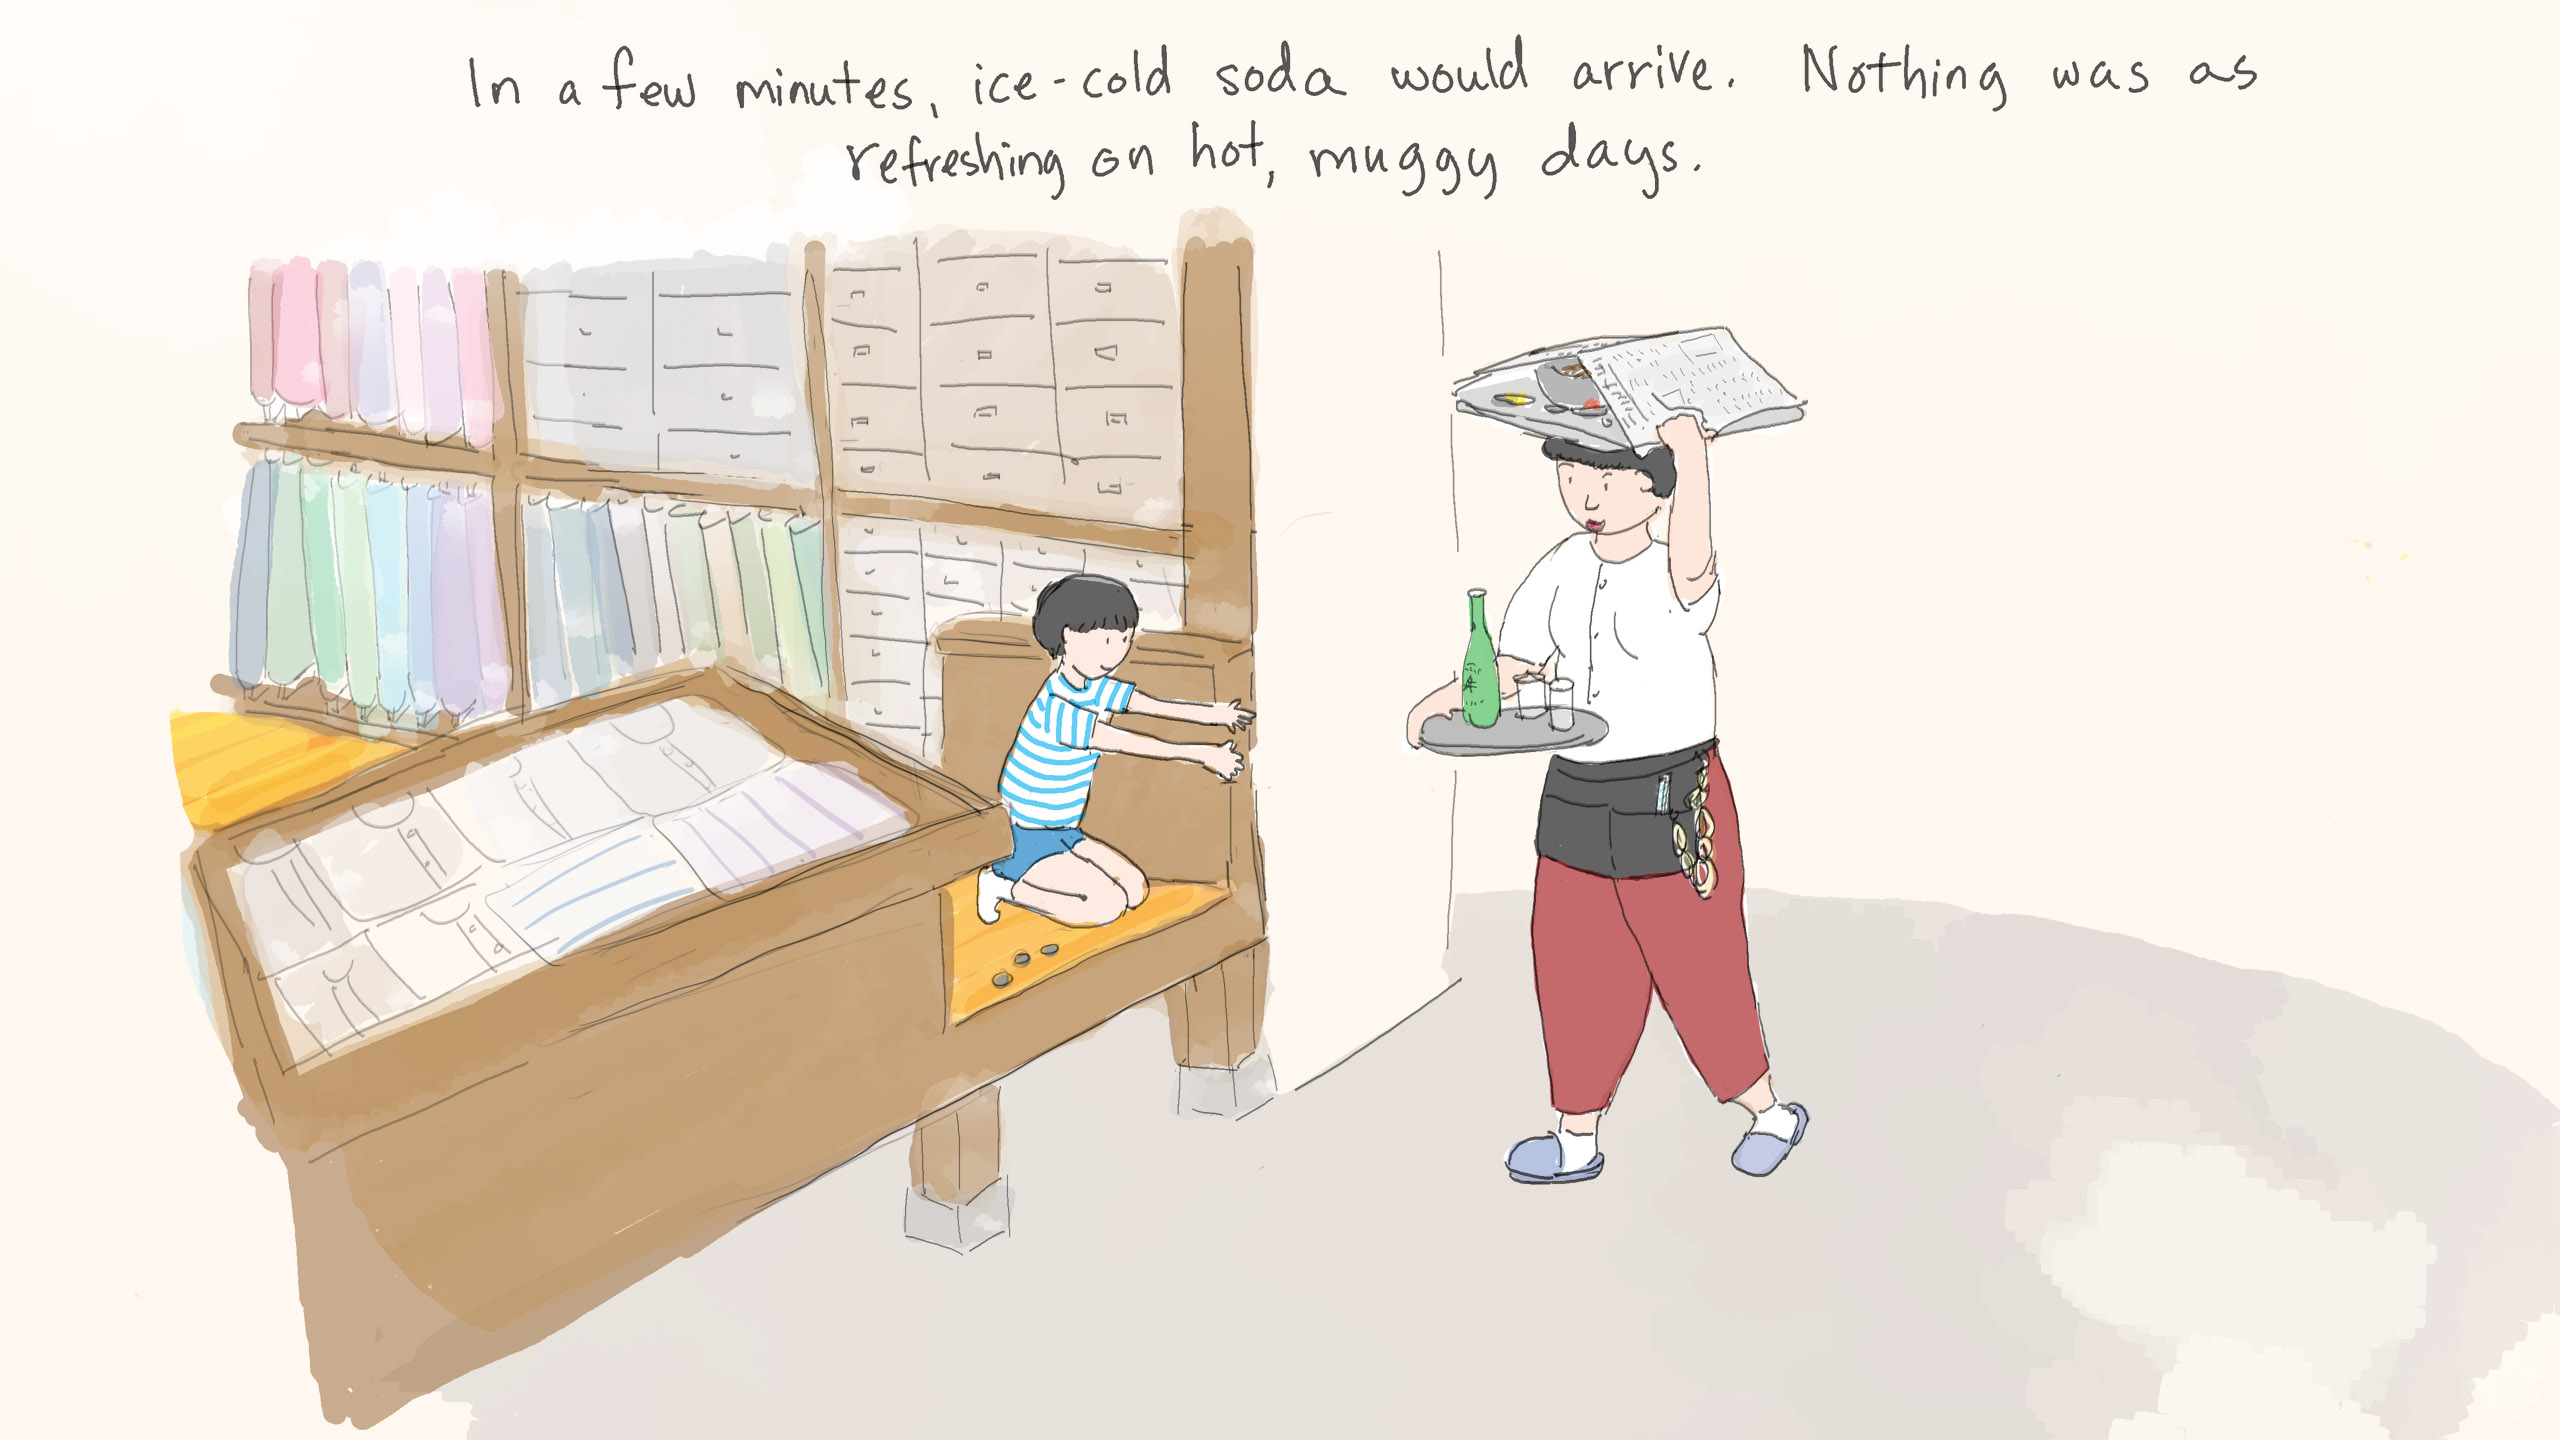 In a few minutes, ice-cold soda would arrive. Nothing was as
refreshing on hot, muggy days.